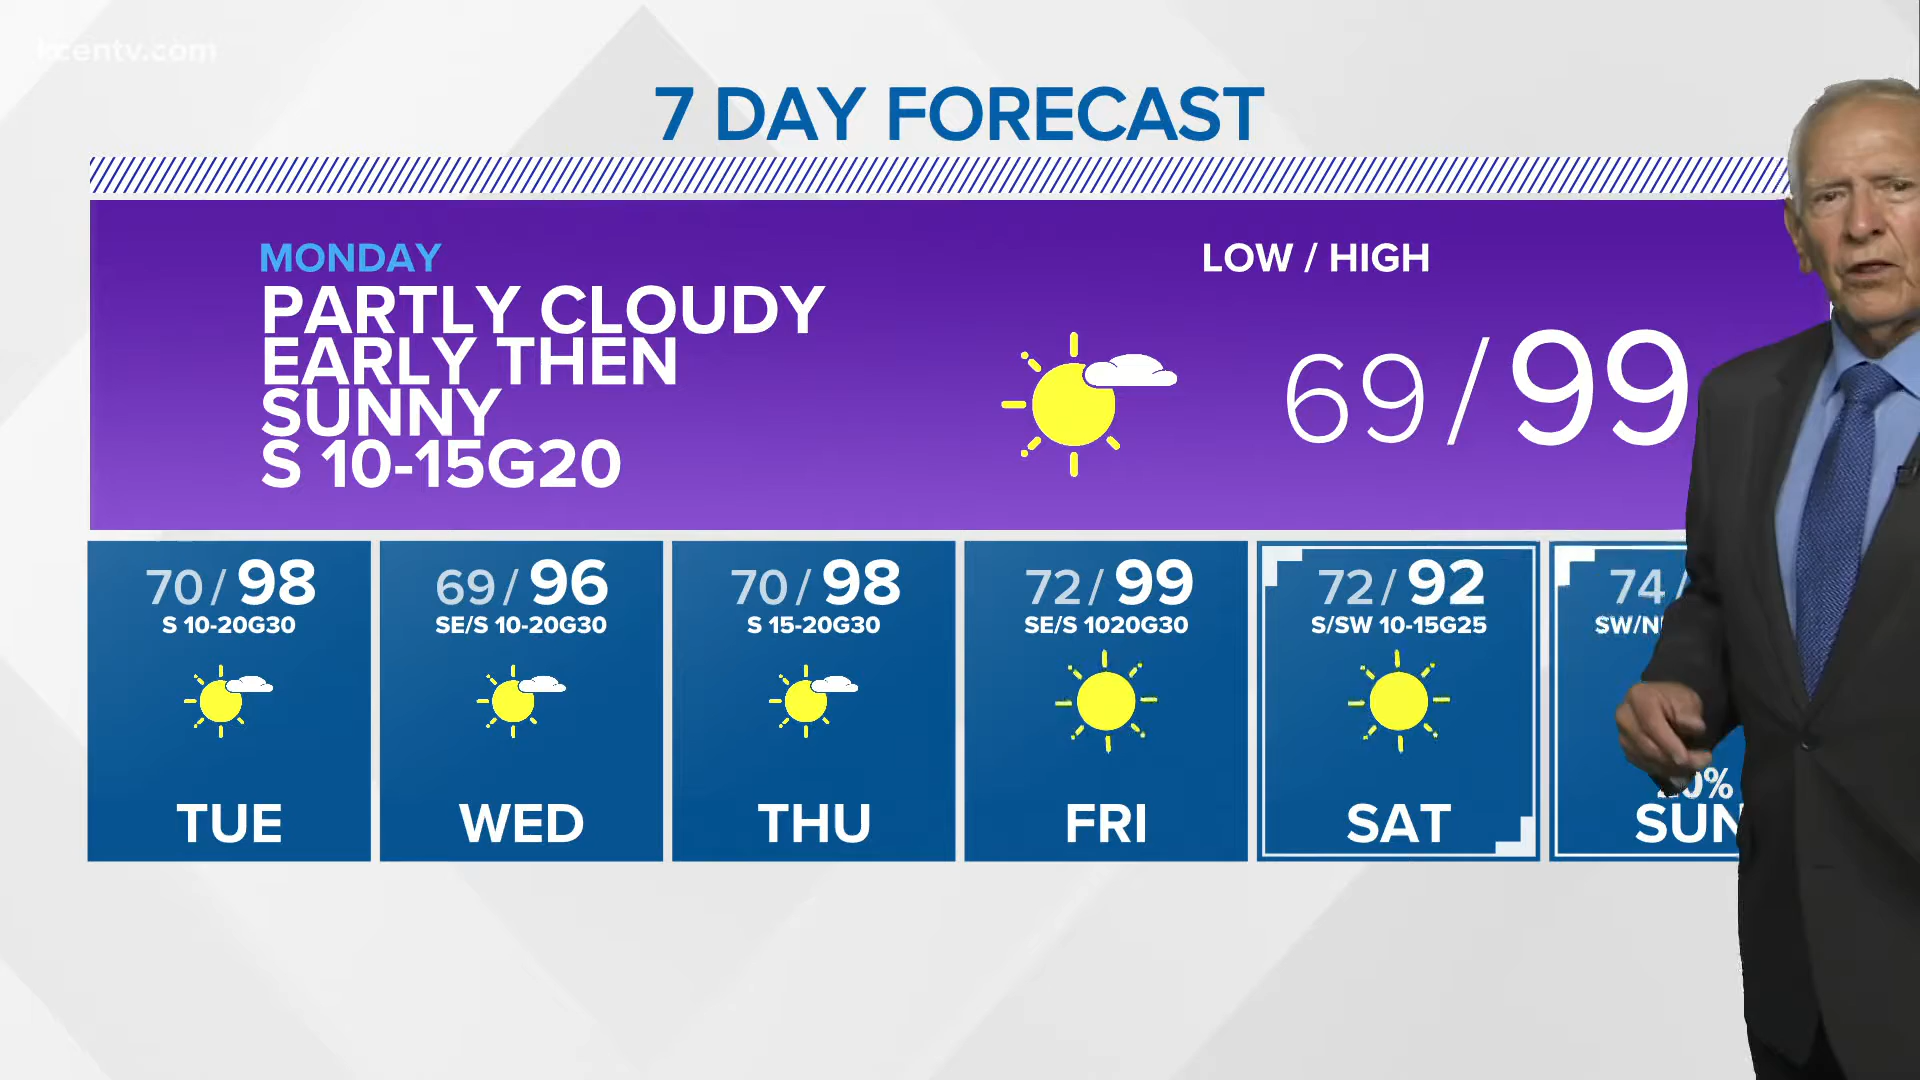 kcentv.com
7 DAY FORECAST
MONDAY
PARTLY CLOUDY
EARLY THEN
SUNNY
S 10-15G20
LOW / HIGH
69/99
70/98
S 10-20G30
TUE
69/96
SE/S 10-20G30
WED
70/98
S 15-20G30
THU
72/99
SE/S 1020G30
FRI
72/92
S/SW 10-15G25
SAT
74/
SUN